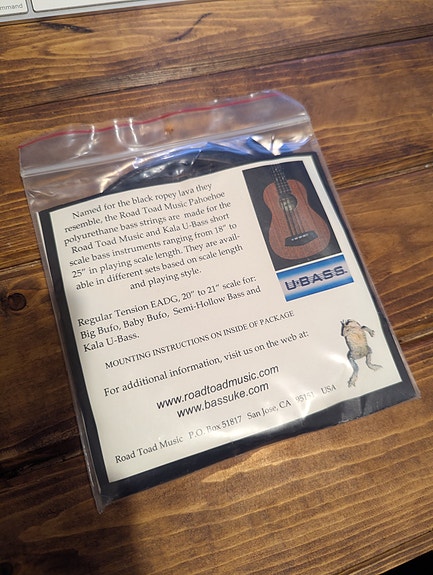 mmand
Named for the black ropey lava they
resemble, the Road Toad Music Pahoehoe
polyurethane bass strings are made for the
Road Toad Music and Kala U-Bass short
scale bass instruments ranging from 18" to
25" in playing scale length. They are avail-
able in different sets based on scale length
and playing style.
U·BASS
Regular Tension EADG, 20" to 21" scale for:
Big Bufo, Baby Bufo, Semi-Hollow Bass and
Kala U-Bass.
MOUNTING INSTRUCTIONS ON INSIDE OF PACKAGE
For additional information, visit us on the web at:
www.roadtoadmusic.com
www.bassuke.com
Road Toad Music P.O. Box 51817 San Jose, CA 95151 USA